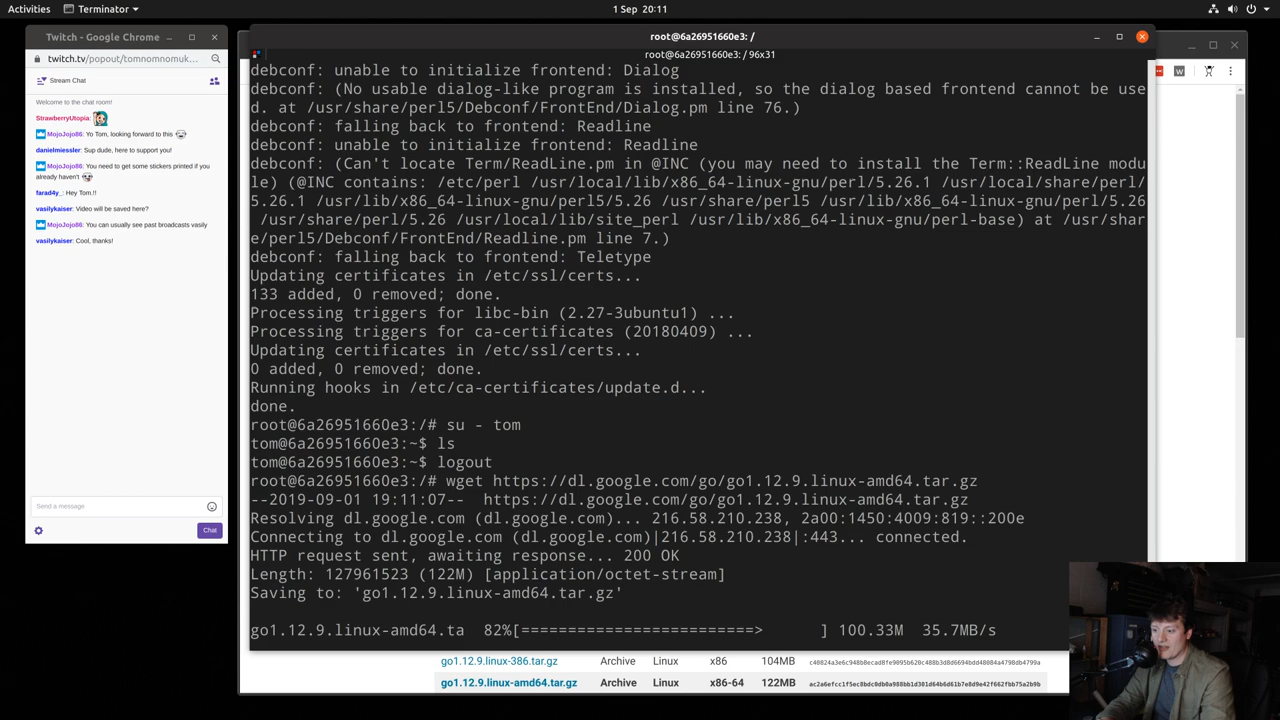 Activities
Terminator
1 Sep 20:11
Twitch - Google Chrome
twitch.tv/popout/tomnomnomuk...
Stream Chat
Welcome to the chat room!
StrawberryUtopia:
MojoJojo86: Yo Tom, looking forward to this
danielmiessler: Sup dude, here to support you!
MojoJojo86: You need to get some stickers printed if you
already haven't
farad4y_: Hey Tom.!!
vasilykaiser: Video will be saved here?
MojoJojo86: You can usually see past broadcasts vasily
vasilykaiser: Cool, thanks!
Send a message
Chat
root@6a26951660e3: /
root@6a26951660e3: / 96x31
debconf: unable to initialize frontend: Dialog
debconf: (No usable dialog-like program is installed, so the dialog based frontend cannot be use
d. at /usr/share/perl5/Debconf/FrontEnd/Dialog.pm line 76.)
debconf: falling back to frontend: Readline
debconf: unable to initialize frontend: Readline
debconf: (Can't locate Term/ReadLine.pm in @INC (you may need to install the Term::ReadLine modu
le) (@INC contains: /etc/perl /usr/local/lib/x86_64-linux-gnu/perl/5.26.1 /usr/local/share/perl/
5.26.1 /usr/lib/x86_64-linux-gnu/perl5/5.26 /usr/share/perl5 /usr/lib/x86_64-linux-gnu/perl/5.26
 /usr/share/perl/5.26 /usr/local/lib/site_perl /usr/lib/x86_64-linux-gnu/perl-base) at /usr/shar
e/perl5/Debconf/FrontEnd/Readline.pm line 7.)
debconf: falling back to frontend: Teletype
Updating certificates in /etc/ssl/certs...
133 added, 0 removed; done.
Processing triggers for libc-bin (2.27-3ubuntu1) ...
Processing triggers for ca-certificates (20180409) ...
Updating certificates in /etc/ssl/certs...
0 added, 0 removed; done.
Running hooks in /etc/ca-certificates/update.d...
done.
root@6a26951660e3:/# su - tom
tom@6a26951660e3:~$ ls
tom@6a26951660e3:~$ logout
root@6a26951660e3:/# wget https://dl.google.com/go/go1.12.9.linux-amd64.tar.gz
--2019-09-01 19:11:07--  https://dl.google.com/go/go1.12.9.linux-amd64.tar.gz
Resolving dl.google.com (dl.google.com)... 216.58.210.238, 2a00:1450:4009:819::200e
Connecting to dl.google.com (dl.google.com)|216.58.210.238|:443... connected.
HTTP request sent, awaiting response... 200 OK
Length: 127961523 (122M) [application/octet-stream]
Saving to: 'go1.12.9.linux-amd64.tar.gz'
go1.12.9.linux-amd64.ta  82%[=========================>       ] 100.33M  35.7MB/s
go1.12.9.linux-386.tar.gz Archive Linux x86 104MB
go1.12.9.linux-amd64.tar.gz Archive Linux x86-64 122MB